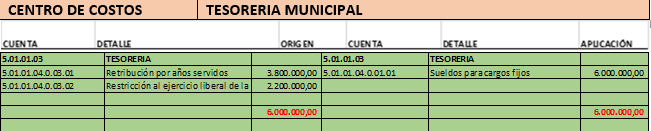 CENTRO DE COSTOS TESORERIA MUNICIPAL
CUENTA DETALLE ORIGEN CUENTA DETALLE APLICACIÓN
5.01.01.03 TESORERIA 5.01.01.03 TESORERIA
5.01.01.04.0.03.01 Retribución por años servidos 3.800.000,00 5.01.01.04.0.01.01 Sueldos para cargos fijos 6.000.000,00
5.01.01.04.0.03.02 Restricción al ejercicio liberal de la 2.200.000,00
6.000.000,00 6.000.000,00